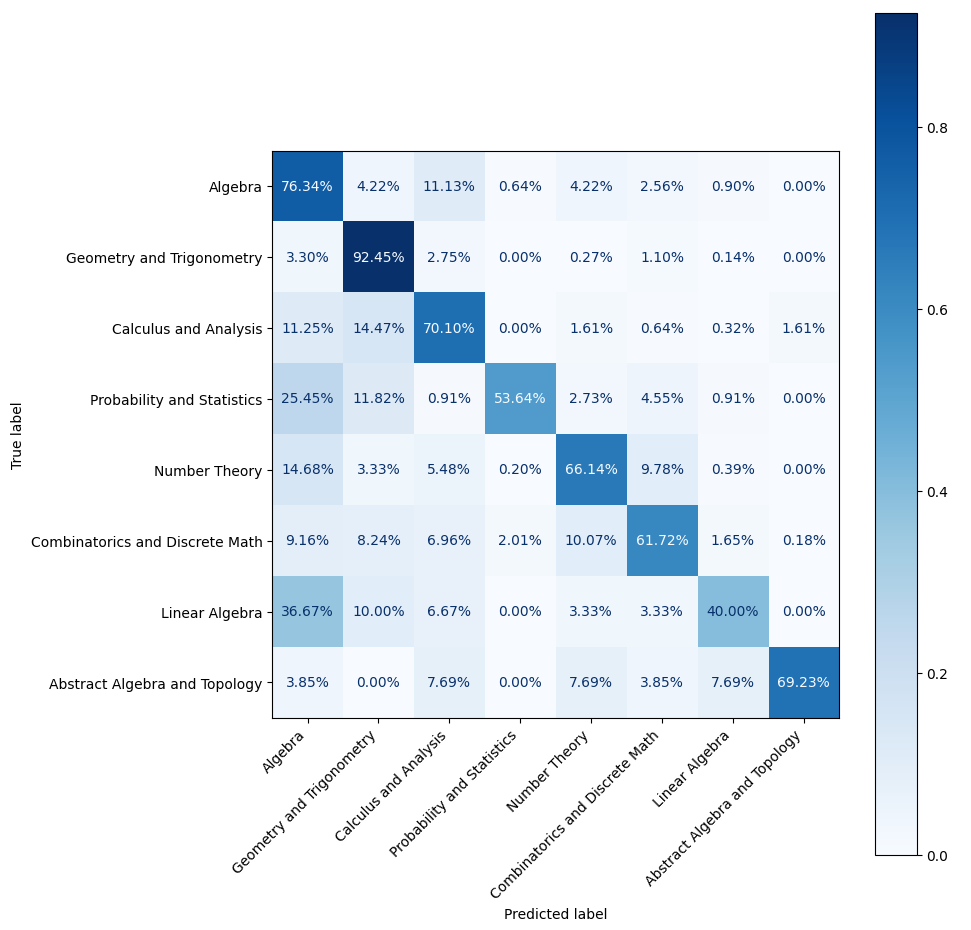 True label
Algebra 76.34% 4.22% 11.13% 0.64% 4.22% 2.56% 0.90% 0.00%
Geometry and Trigonometry 3.30% 92.45% 2.75% 0.00% 0.27% 1.10% 0.14% 0.00%
Calculus and Analysis 11.25% 14.47% 70.10% 0.00% 1.61% 0.64% 0.32% 1.61%
Probability and Statistics 25.45% 11.82% 0.91% 53.64% 2.73% 4.55% 0.91% 0.00%
Number Theory 14.68% 3.33% 5.48% 0.20% 66.14% 9.78% 0.39% 0.00%
Combinatorics and Discrete Math 9.16% 8.24% 6.96% 2.01% 10.07% 61.72% 1.65% 0.18%
Linear Algebra 36.67% 10.00% 6.67% 0.00% 3.33% 3.33% 40.00% 0.00%
Abstract Algebra and Topology 3.85% 0.00% 7.69% 0.00% 7.69% 3.85% 7.69% 69.23%
Algebra
Geometry and Trigonometry
Calculus and Analysis
Probability and Statistics
Number Theory
Combinatorics and Discrete Math
Linear Algebra
Abstract Algebra and Topology
Predicted label
0.8
0.6
0.4
0.2
0.0